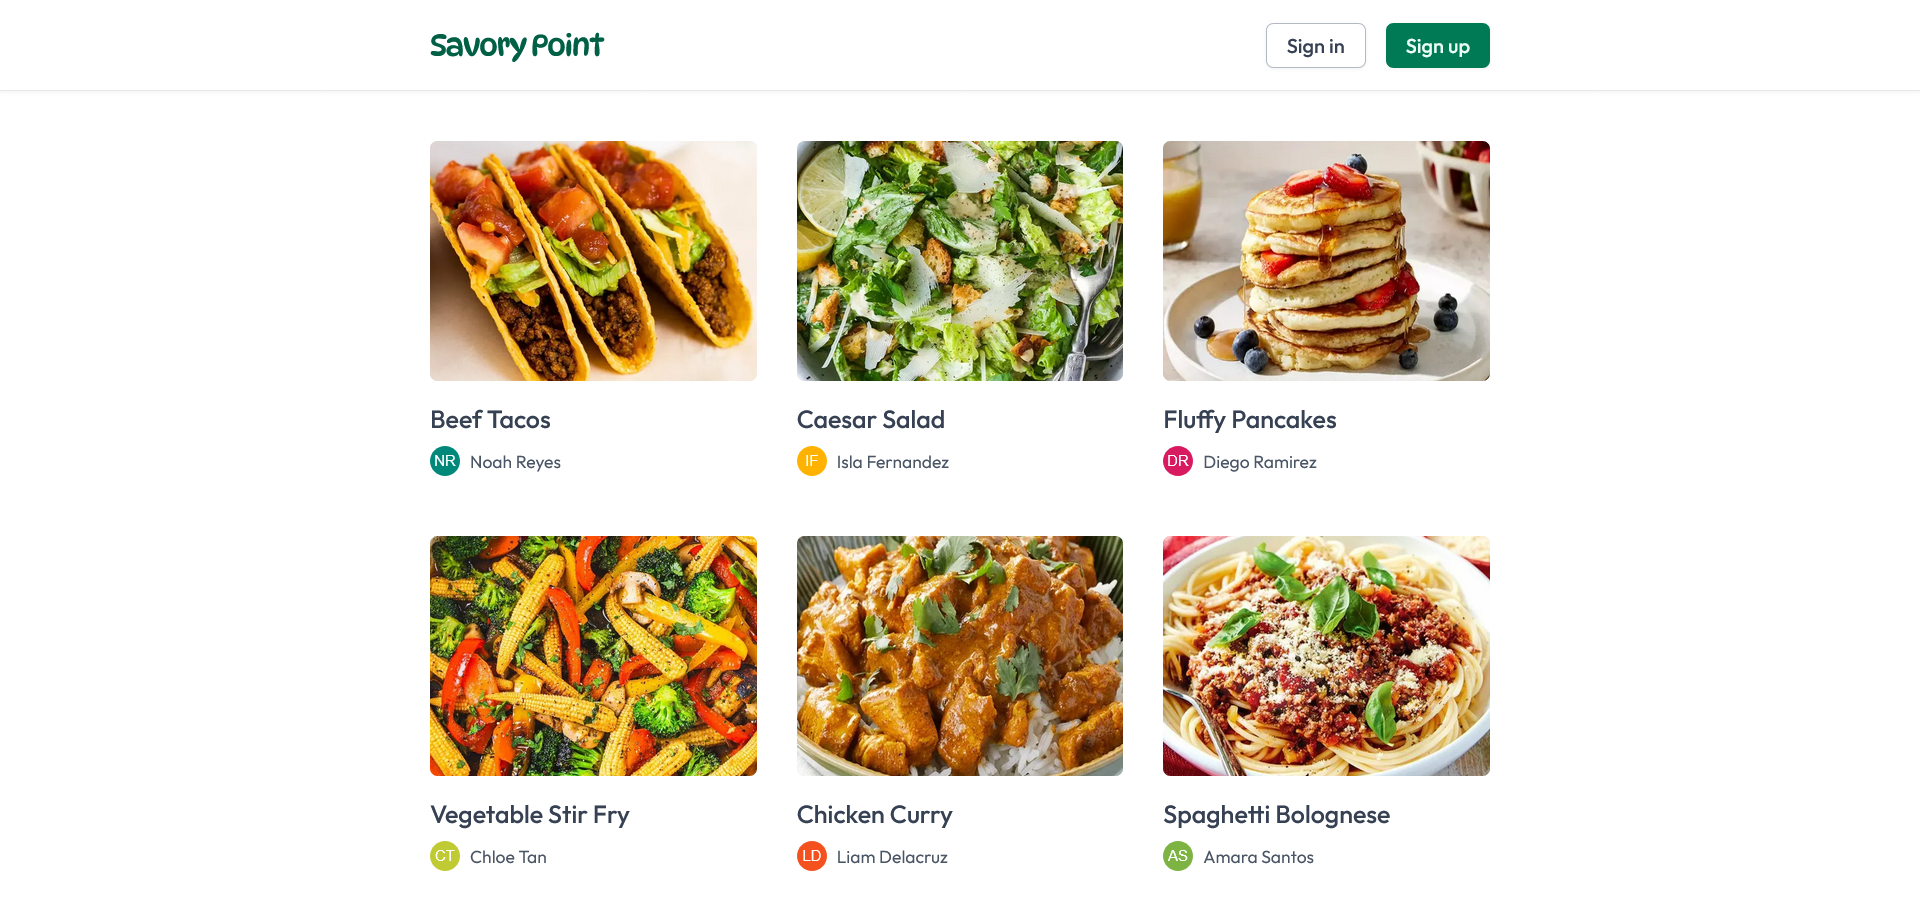 Savory Point
Sign in
Sign up
Beef Tacos
NR Noah Reyes
Caesar Salad
IF Isla Fernandez
Fluffy Pancakes
DR Diego Ramirez
Vegetable Stir Fry
CT Chloe Tan
Chicken Curry
LD Liam Delacruz
Spaghetti Bolognese
AS Amara Santos